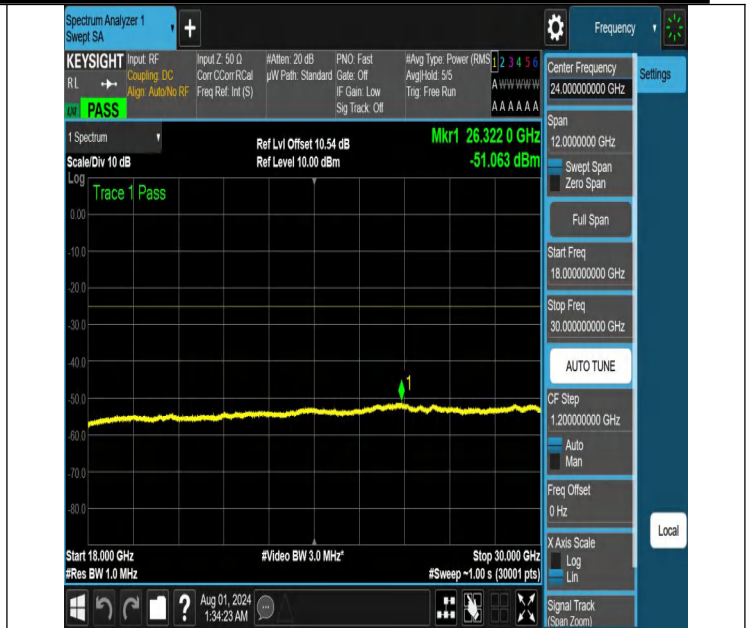 Spectrum Analyzer 1
Swept SA
+
Frequency
KEYSIGHT
RL
LXI
PASS
Input: RF
Coupling: DC
Align: Auto/No RF
Input Z: 50 Ω
Corr CCorr RCal
Freq Ref: Int (S)
#Atten: 20 dB
µW Path: Standard
PNO: Fast
Gate: Off
IF Gain: Low
Sig Track: Off
#Avg Type: Power (RMS
Avg|Hold: 5/5
Trig: Free Run
1 2 3 4 5 6
A W W W W W
A A A A A A
1 Spectrum
Scale/Div 10 dB
Ref Lvl Offset 10.54 dB
Ref Level 10.00 dBm
Mkr1 26.322 0 GHz
-51.063 dBm
Log
Trace 1 Pass
0.00
-10.0
-20.0
-30.0
-40.0
-50.0
-60.0
-70.0
-80.0
1
Start 18.000 GHz
#Res BW 1.0 MHz
#Video BW 3.0 MHz*
Stop 30.000 GHz
#Sweep ~1.00 s (30001 pts)
Center Frequency
24.000000000 GHz
Settings
Span
12.0000000 GHz
Swept Span
Zero Span
Full Span
Start Freq
18.000000000 GHz
Stop Freq
30.000000000 GHz
AUTO TUNE
CF Step
1.200000000 GHz
Auto
Man
Freq Offset
0 Hz
X Axis Scale
Log
Lin
Local
Signal Track
(Span Zoom)
?
Aug 01, 2024
1:34:23 AM